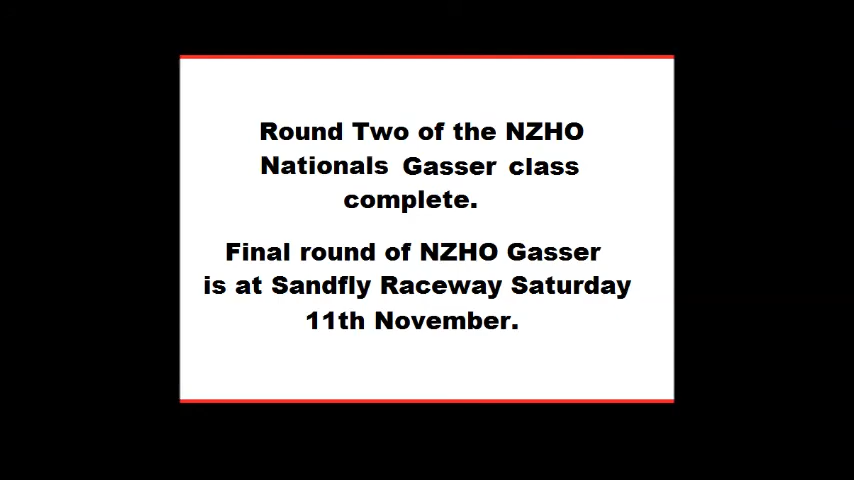 Round Two of the NZHO
Nationals Gasser class
complete.
Final round of NZHO Gasser
is at Sandfly Raceway Saturday
11th November.